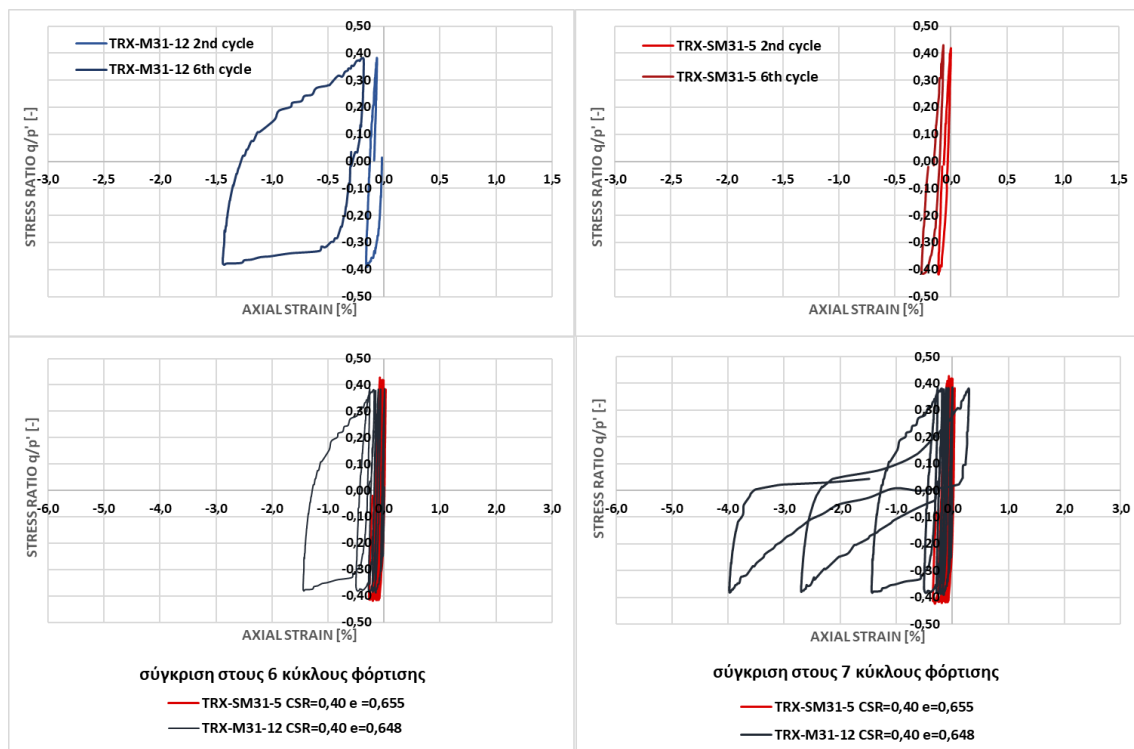 TRX-M31-12 2nd cycle
TRX-M31-12 6th cycle
STRESS RATIO q/p' [-]
0,50
0,40
0,30
0,20
0,10
0,00
-0,10
-0,20
-0,30
-0,40
-0,50
-3,0 -2,5 -2,0 -1,5 -1,0 -0,5 0,0 0,5 1,0 1,5
AXIAL STRAIN [%]
TRX-SM31-5 2nd cycle
TRX-SM31-5 6th cycle
STRESS RATIO q/p' [-]
0,50
0,40
0,30
0,20
0,10
0,00
-0,10
-0,20
-0,30
-0,40
-0,50
-3,0 -2,5 -2,0 -1,5 -1,0 -0,5 0,0 0,5 1,0 1,5
AXIAL STRAIN [%]
STRESS RATIO q/p' [-]
0,50
0,40
0,30
0,20
0,10
0,00
-0,10
-0,20
-0,30
-0,40
-0,50
-6,0 -5,0 -4,0 -3,0 -2,0 -1,0 0,0 1,0 2,0 3,0
AXIAL STRAIN [%]
σύγκριση στους 6 κύκλους φόρτισης
TRX-SM31-5 CSR=0,40 e =0,655
TRX-M31-12 CSR=0,40 e=0,648
STRESS RATIO q/p' [-]
0,50
0,40
0,30
0,20
0,10
0,00
-0,10
-0,20
-0,30
-0,40
-0,50
-6,0 -5,0 -4,0 -3,0 -2,0 -1,0 0,0 1,0 2,0 3,0
AXIAL STRAIN [%]
σύγκριση στους 7 κύκλους φόρτισης
TRX-SM31-5 CSR=0,40 e=0,655
TRX-M31-12 CSR=0,40 e=0,648